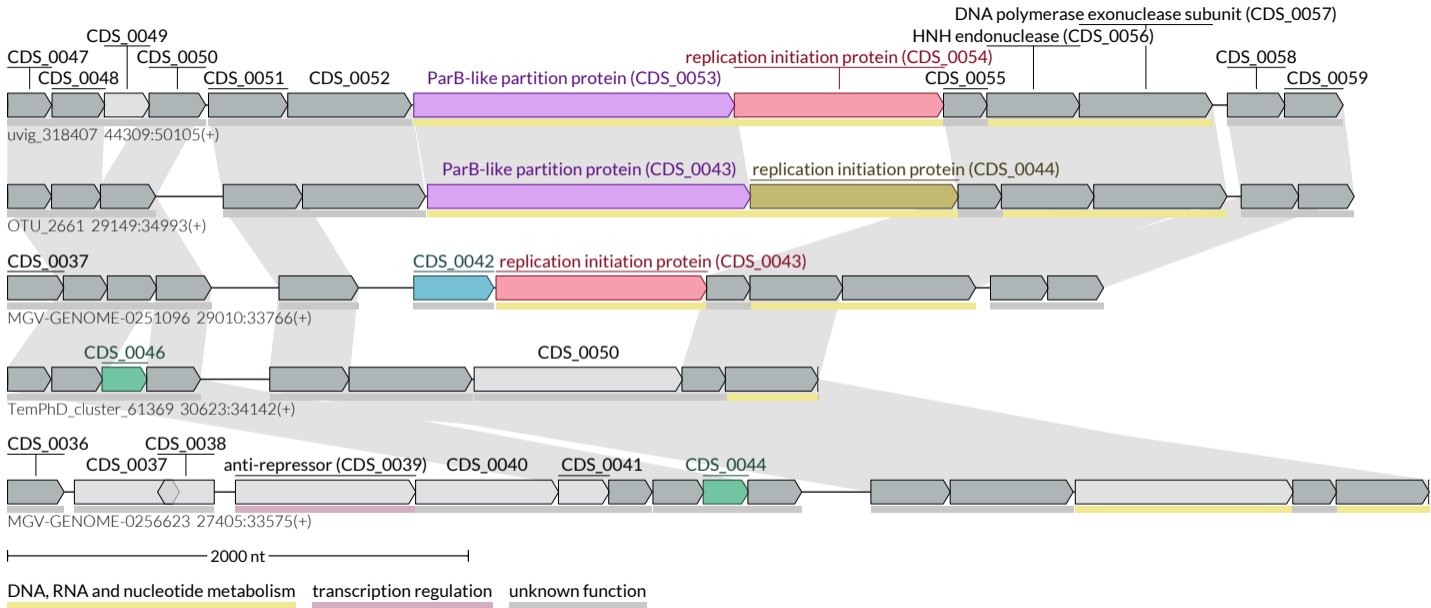 DNA polymerase exonuclease subunit (CDS_0057)
CDS_0049 HNH endonuclease (CDS_0056)
CDS_0047 CDS_0050 replication initiation protein (CDS_0054) CDS_0058
CDS_0048 CDS_0051 CDS_0052 ParB-like partition protein (CDS_0053) CDS_0055 CDS_0059
uvig_318407 44309:50105(+)
ParB-like partition protein (CDS_0043) replication initiation protein (CDS_0044)
OTU_2661 29149:34993(+)
CDS_0037 CDS_0042 replication initiation protein (CDS_0043)
MGV-GENOME-0251096 29010:33766(+)
CDS_0046 CDS_0050
TemPhD_cluster_61369 30623:34142(+)
CDS_0036 CDS_0038
CDS_0037 anti-repressor (CDS_0039) CDS_0040 CDS_0041 CDS_0044
MGV-GENOME-0256623 27405:33575(+)
2000 nt
DNA, RNA and nucleotide metabolism transcription regulation unknown function